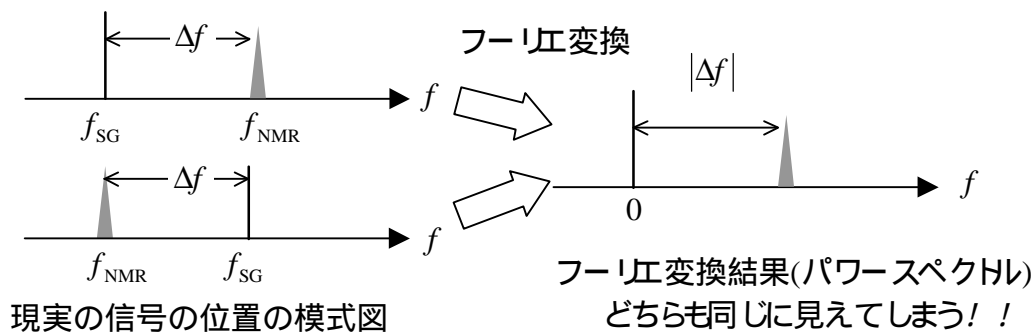 Δf
f
f_SG
f_NMR
Δf
f
f_NMR
f_SG
現実の信号の位置の模式図
フーリエ変換
|Δf|
f
0
フーリエ変換結果(パワースペクトル)
どちらも同じに見えてしまう!!